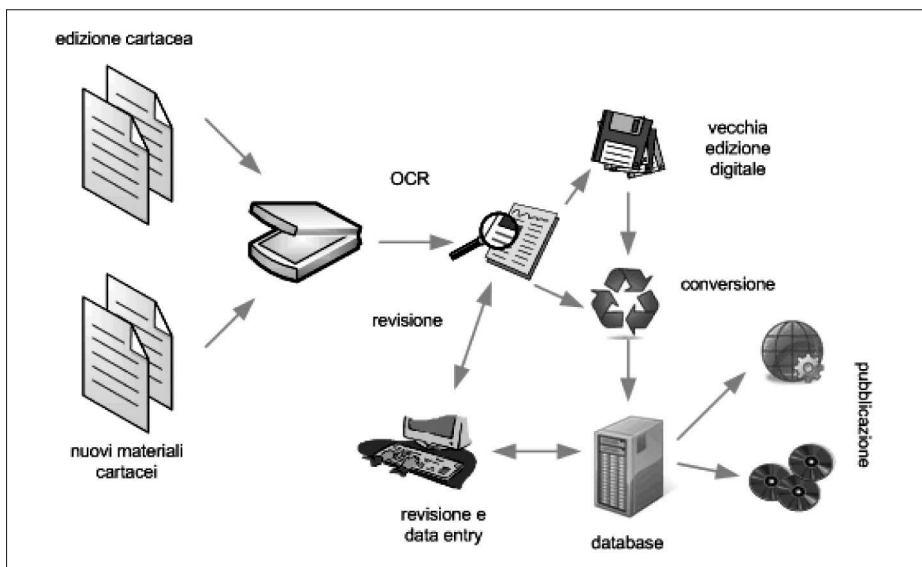 edizione cartacea
OCR
vecchia
edizione
digitale
conversione
revisione
pubblicazione
nuovi materiali
cartacei
revisione e
data entry
database